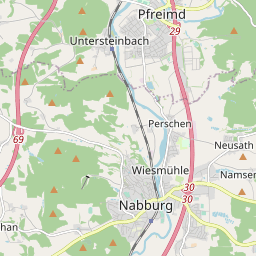 Pfreimd
29
Untersteinbach
Perschen
69
Neusath
Wiesmühle
Namsen
30
30
Nabburg
han